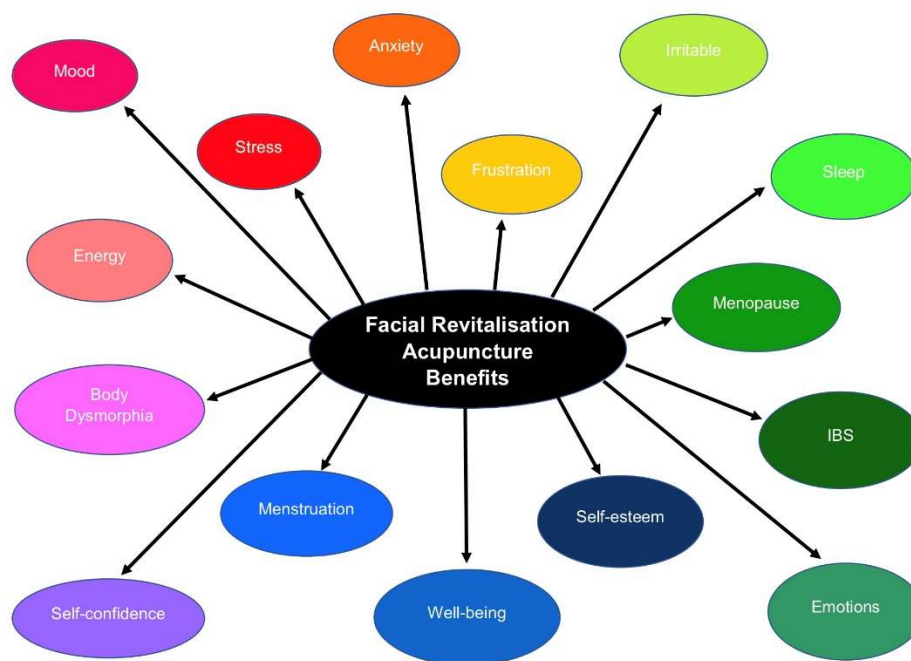 Anxiety
Irritable
Mood
Stress
Frustration
Sleep
Energy
Menopause
Facial Revitalisation
Acupuncture
Benefits
Body
Dysmorphia
IBS
Menstruation
Self-esteem
Self-confidence
Well-being
Emotions